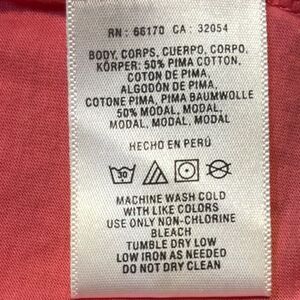 RN: 66170 CA: 32054
BODY, CORPS, CUERPO, CORPO,
KÖRPER: 50% PIMA COTTON,
COTON DE PIMA,
ALGODÓN DE PIMA,
COTONE PIMA, PIMA BAUMWOLLE
50% MODAL, MODAL,
MODAL, MODAL, MODAL
HECHO EN PERÚ
30
MACHINE WASH COLD
WITH LIKE COLORS
USE ONLY NON-CHLORINE
BLEACH
TUMBLE DRY LOW
LOW IRON AS NEEDED
DO NOT DRY CLEAN